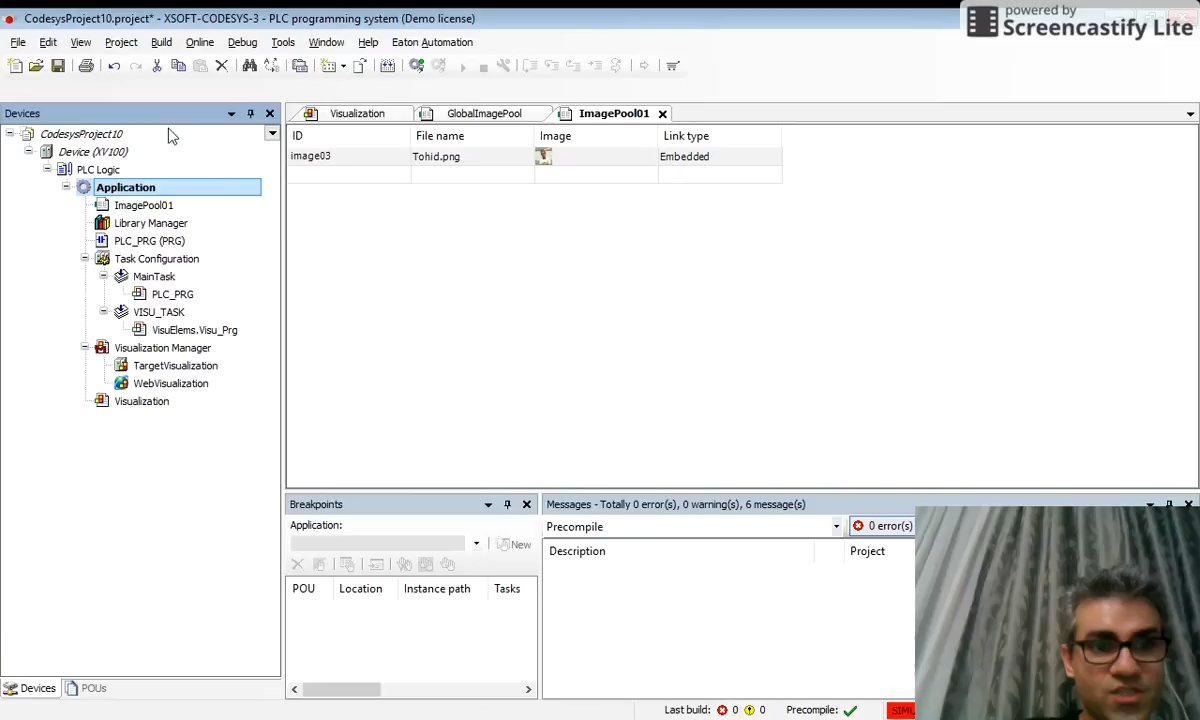 CodesysProject10.project* - XSOFT-CODESYS-3 - PLC programming system (Demo license)
powered by
Screencastify Lite
File Edit View Project Build Online Debug Tools Window Help Eaton Automation
Devices
Visualization GlobalImagePool ImagePool01
CodesysProject10
Device (XV100)
PLC Logic
Application
ImagePool01
Library Manager
PLC_PRG (PRG)
Task Configuration
MainTask
PLC_PRG
VISU_TASK
VisuElems.Visu_Prg
Visualization Manager
TargetVisualization
WebVisualization
Visualization
Devices POUs
ID File name Image Link type
image03 Tohid.png Embedded
Breakpoints
Application:
New
POU Location Instance path Tasks
Messages - Totally 0 error(s), 0 warning(s), 6 message(s)
Precompile 0 error(s)
Description Project
Last build: 0 0 Precompile: